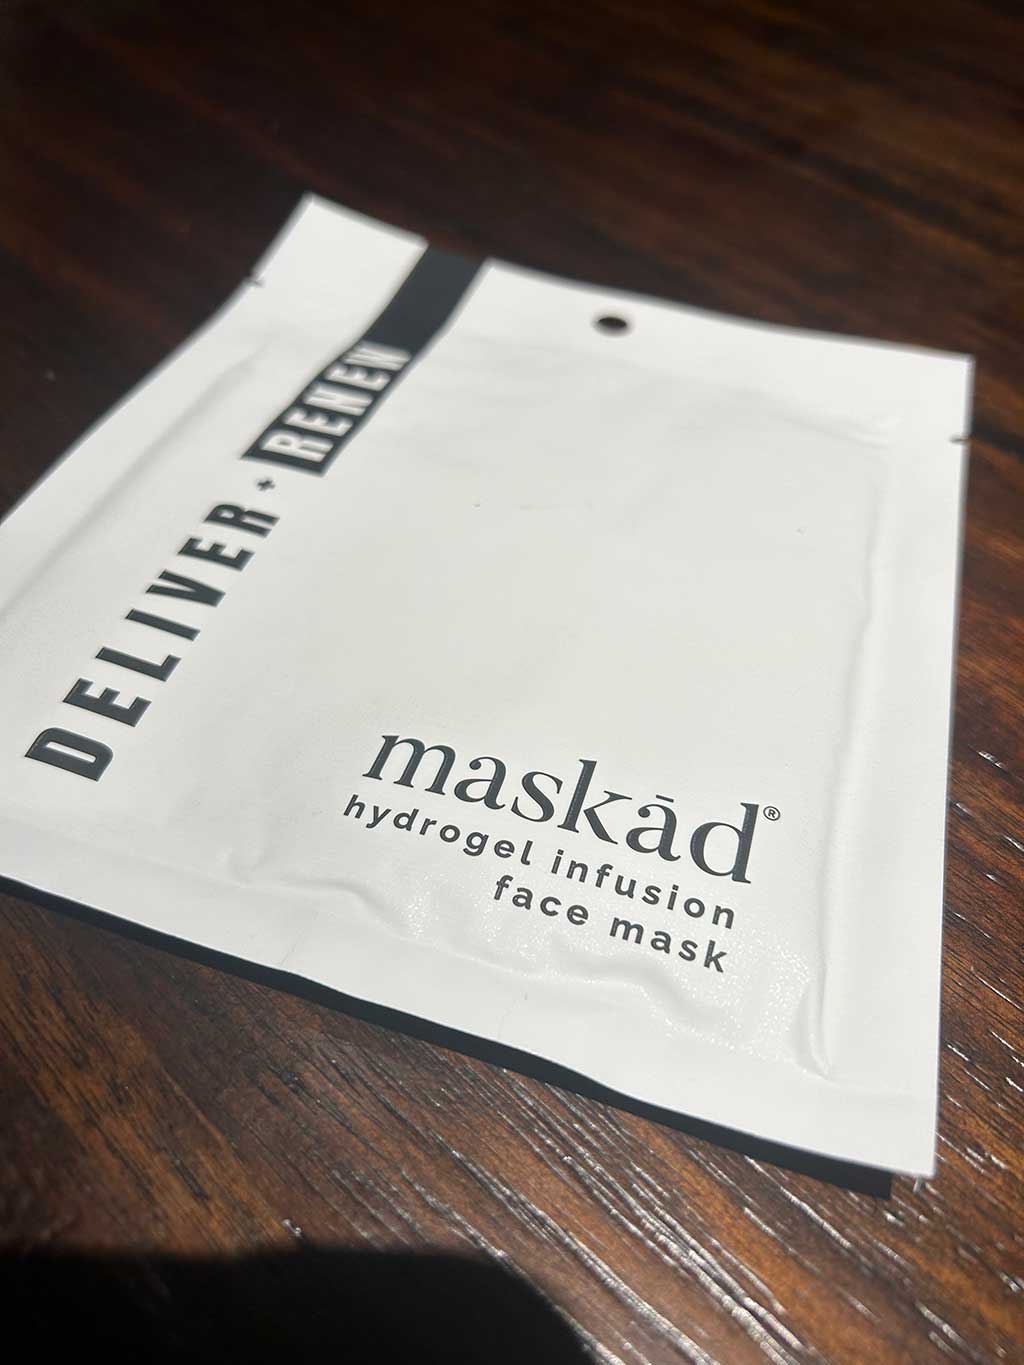 DELIVER + RENEW
maskād®
hydrogel infusion
face mask